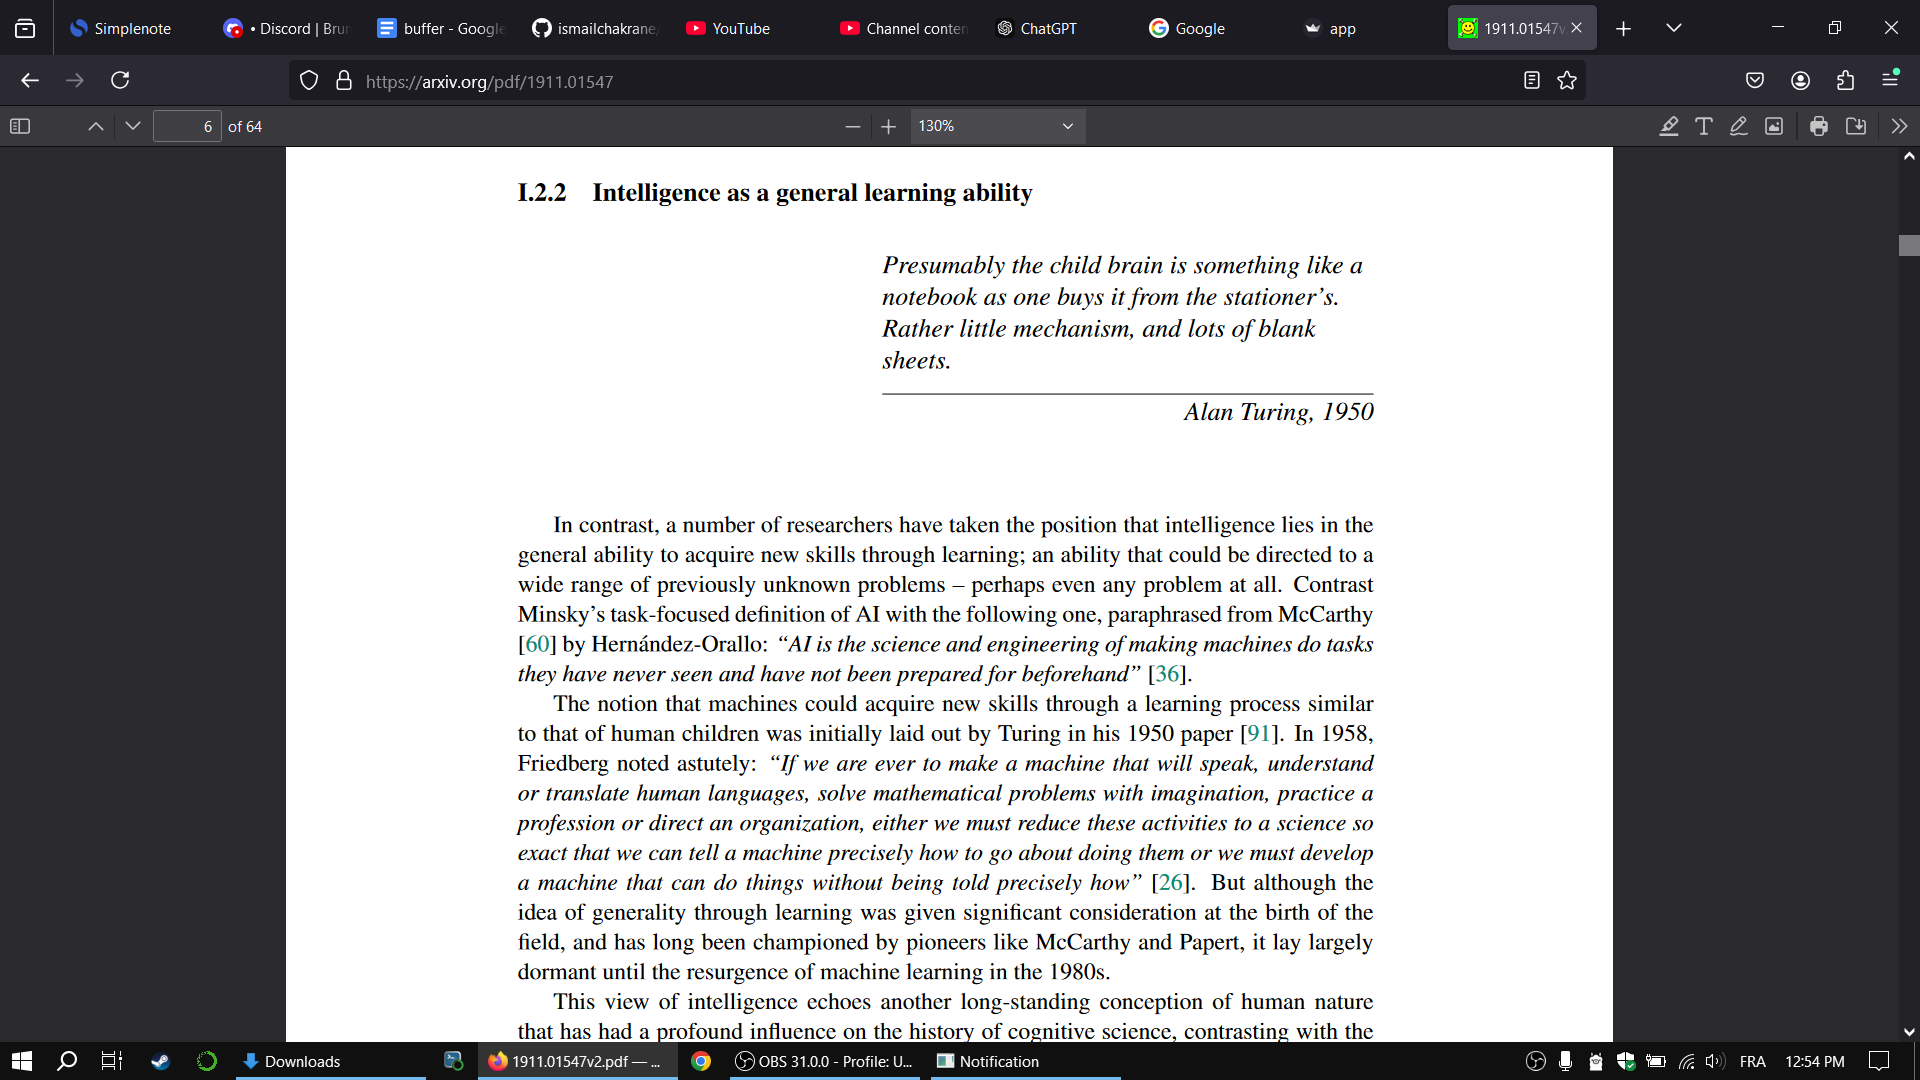 Simplenote
• Discord | Brun
buffer - Google
ismailchakrane/
YouTube
Channel conten
ChatGPT
Google
app
1911.01547v
https://arxiv.org/pdf/1911.01547
6 of 64
130%
I.2.2 Intelligence as a general learning ability
Presumably the child brain is something like a
notebook as one buys it from the stationer’s.
Rather little mechanism, and lots of blank
sheets.
Alan Turing, 1950
In contrast, a number of researchers have taken the position that intelligence lies in the
general ability to acquire new skills through learning; an ability that could be directed to a
wide range of previously unknown problems – perhaps even any problem at all. Contrast
Minsky’s task-focused definition of AI with the following one, paraphrased from McCarthy
[60] by Hernández-Orallo: “AI is the science and engineering of making machines do tasks
they have never seen and have not been prepared for beforehand” [36].
The notion that machines could acquire new skills through a learning process similar
to that of human children was initially laid out by Turing in his 1950 paper [91]. In 1958,
Friedberg noted astutely: “If we are ever to make a machine that will speak, understand
or translate human languages, solve mathematical problems with imagination, practice a
profession or direct an organization, either we must reduce these activities to a science so
exact that we can tell a machine precisely how to go about doing them or we must develop
a machine that can do things without being told precisely how” [26]. But although the
idea of generality through learning was given significant consideration at the birth of the
field, and has long been championed by pioneers like McCarthy and Papert, it lay largely
dormant until the resurgence of machine learning in the 1980s.
This view of intelligence echoes another long-standing conception of human nature
that has had a profound influence on the history of cognitive science, contrasting with the
Downloads
1911.01547v2.pdf — ...
OBS 31.0.0 - Profile: U...
Notification
FRA
12:54 PM